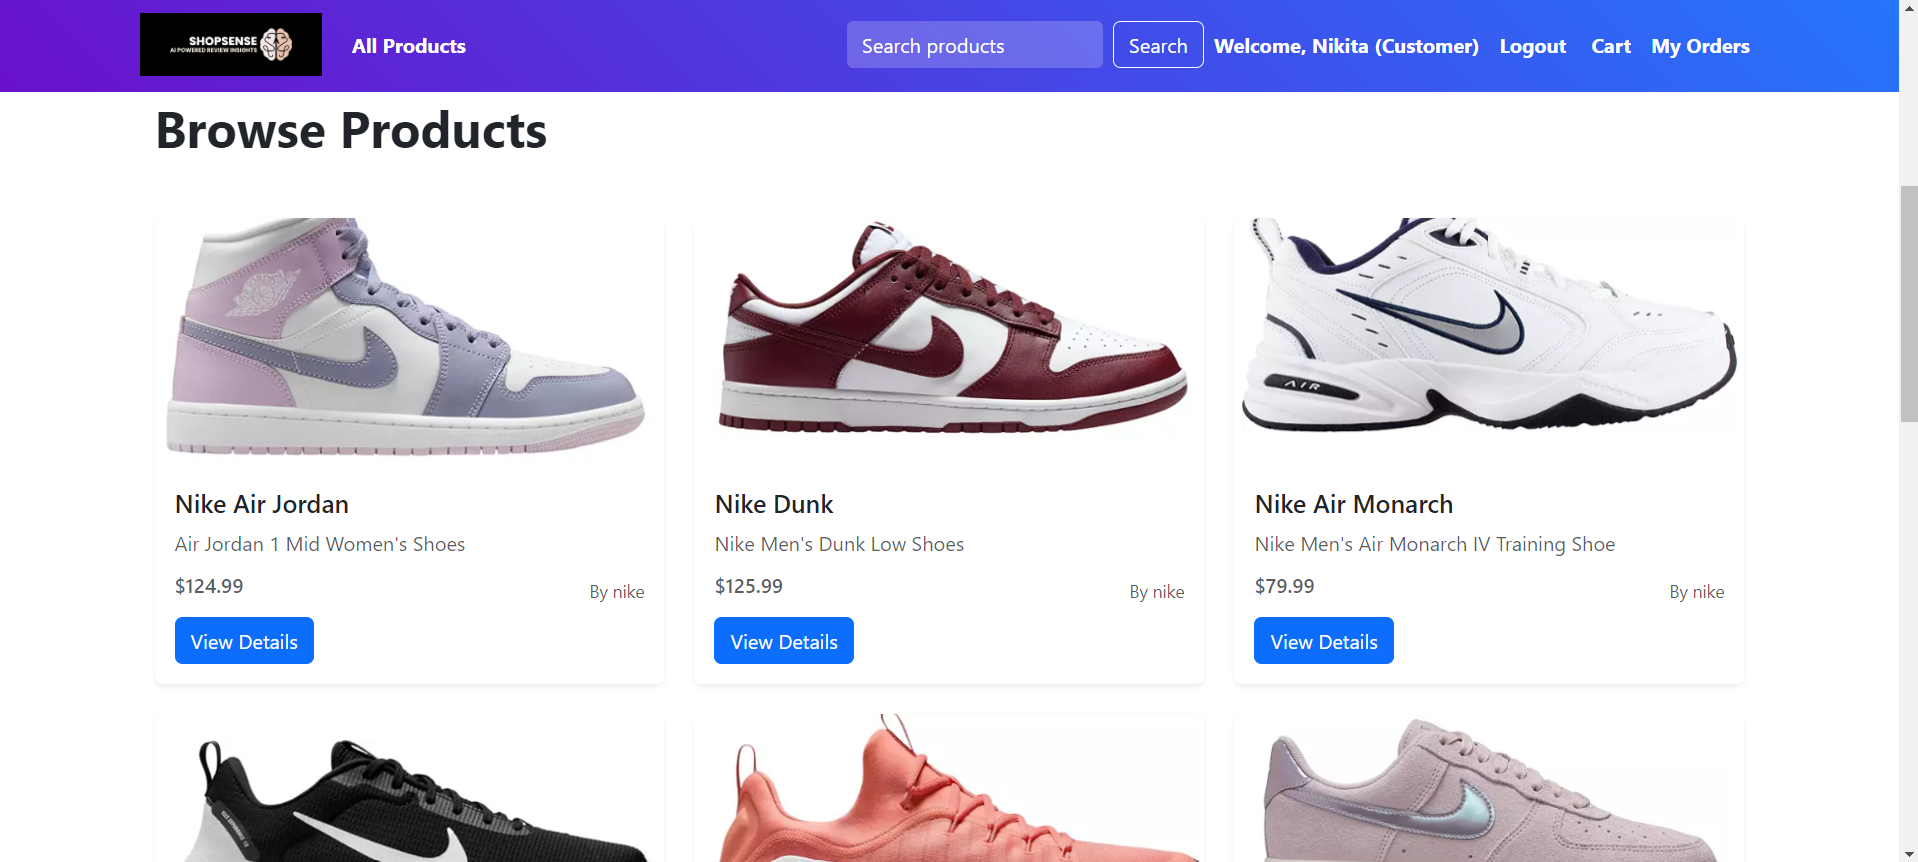 SHOPSENSE
AI POWERED REVIEW INSIGHTS
All Products
Search products
Search
Welcome, Nikita (Customer)
Logout
Cart
My Orders
Browse Products
Nike Air Jordan
Air Jordan 1 Mid Women's Shoes
$124.99
By nike
View Details
Nike Dunk
Nike Men's Dunk Low Shoes
$125.99
By nike
View Details
AIR
Nike Air Monarch
Nike Men's Air Monarch IV Training Shoe
$79.99
By nike
View Details